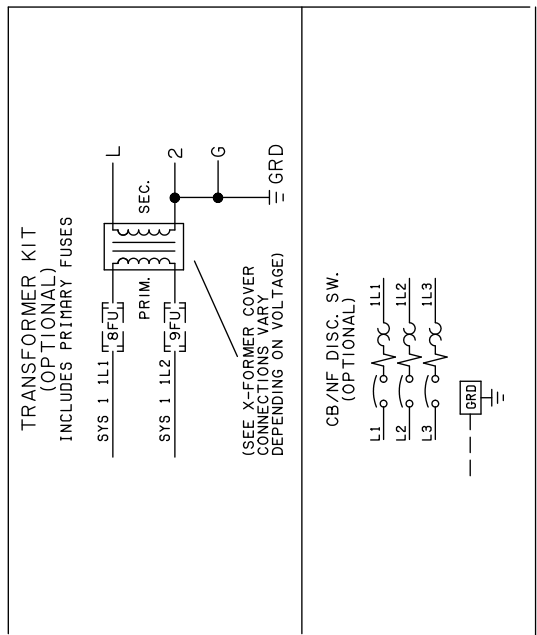 TRANSFORMER KIT
(OPTIONAL)
INCLUDES PRIMARY FUSES
SYS 1 1L1
8FU
L
PRIM.
SEC.
SYS 1 1L2
9FU
2
G
GRD
(SEE X-FORMER COVER
CONNECTIONS VARY
DEPENDING ON VOLTAGE)
CB/NF DISC. SW.
(OPTIONAL)
L1
1L1
L2
1L2
L3
1L3
GRD